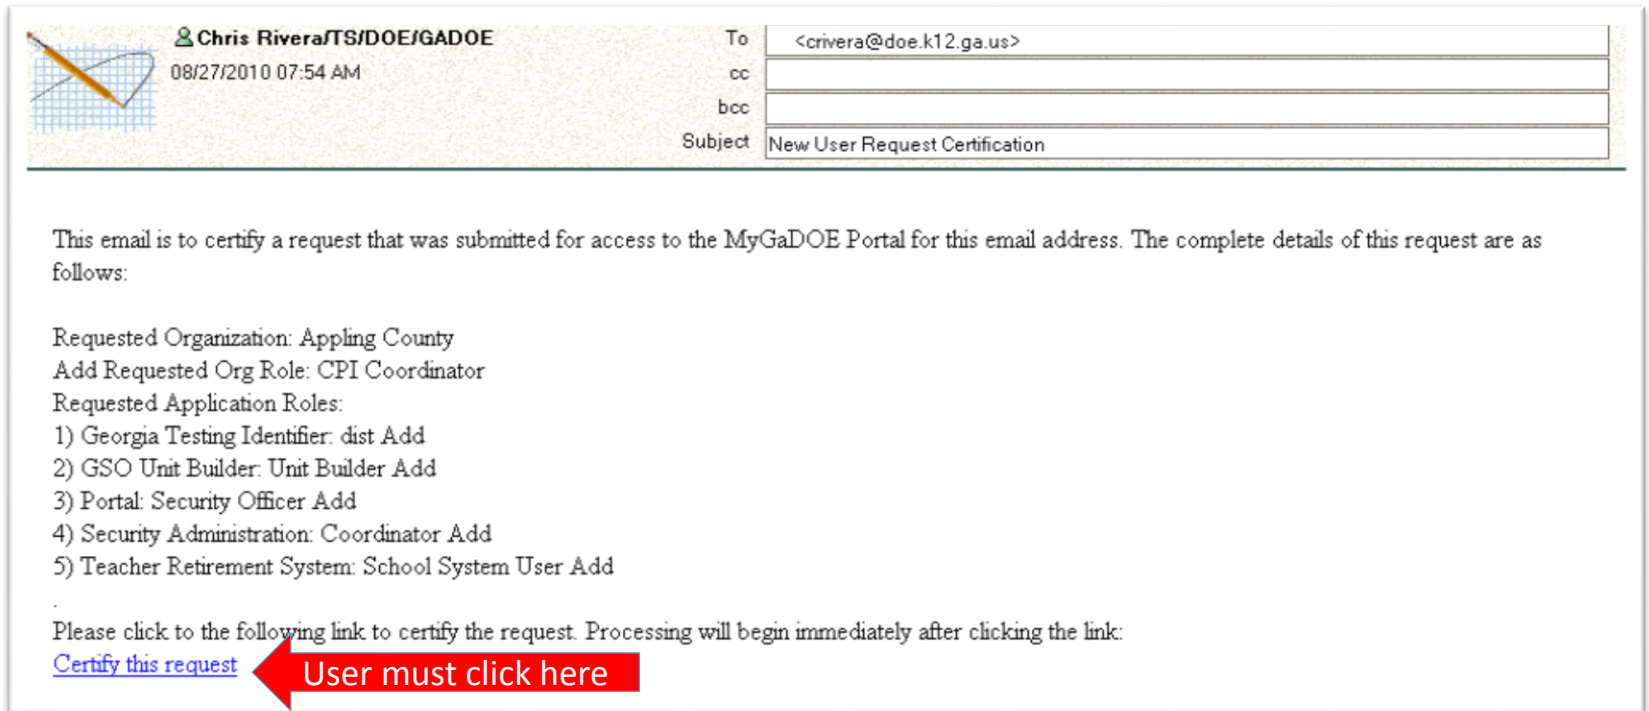 Chris Rivera/TS/DOE/GADOE
08/27/2010 07:54 AM
To <crivera@doe.k12.ga.us>
cc
bcc
Subject New User Request Certification
This email is to certify a request that was submitted for access to the MyGaDOE Portal for this email address. The complete details of this request are as
follows:
Requested Organization: Appling County
Add Requested Org Role: CPI Coordinator
Requested Application Roles:
1) Georgia Testing Identifier: dist Add
2) GSO Unit Builder: Unit Builder Add
3) Portal: Security Officer Add
4) Security Administration: Coordinator Add
5) Teacher Retirement System: School System User Add
.
Please click to the following link to certify the request. Processing will begin immediately after clicking the link:
Certify this request
User must click here